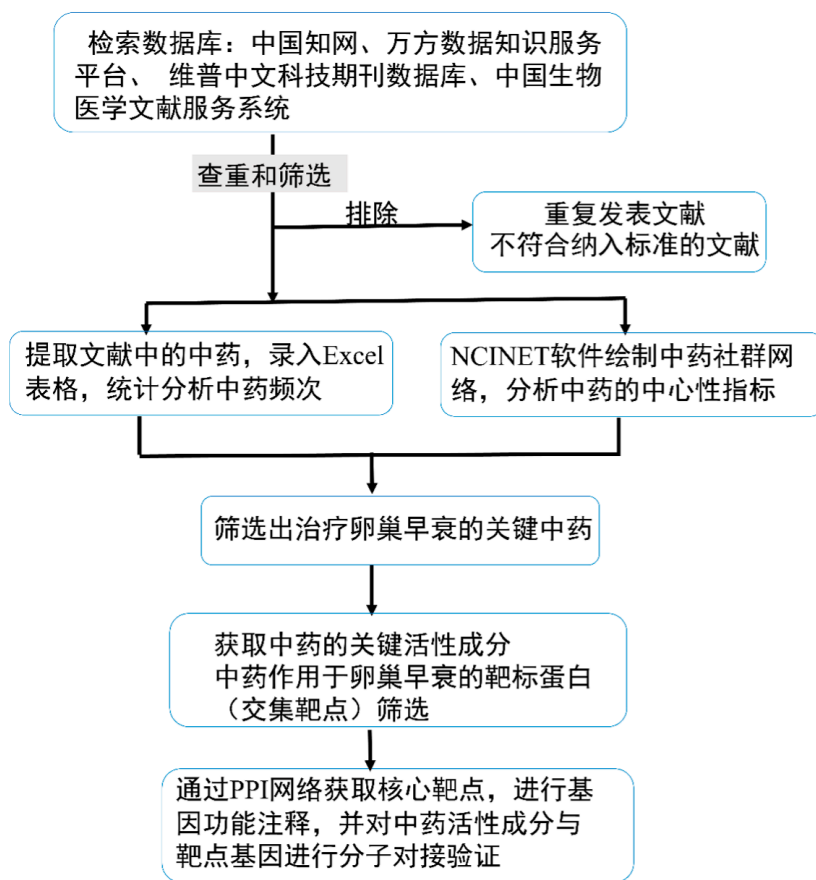 检索数据库：中国知网、万方数据知识服务
平台、 维普中文科技期刊数据库、中国生物
医学文献服务系统
查重和筛选
排除
重复发表文献
不符合纳入标准的文献
提取文献中的中药，录入Excel
表格，统计分析中药频次
NCINET软件绘制中药社群网
络，分析中药的中心性指标
筛选出治疗卵巢早衰的关键中药
获取中药的关键活性成分
中药作用于卵巢早衰的靶标蛋白
（交集靶点）筛选
通过PPI网络获取核心靶点，进行基
因功能注释，并对中药活性成分与
靶点基因进行分子对接验证